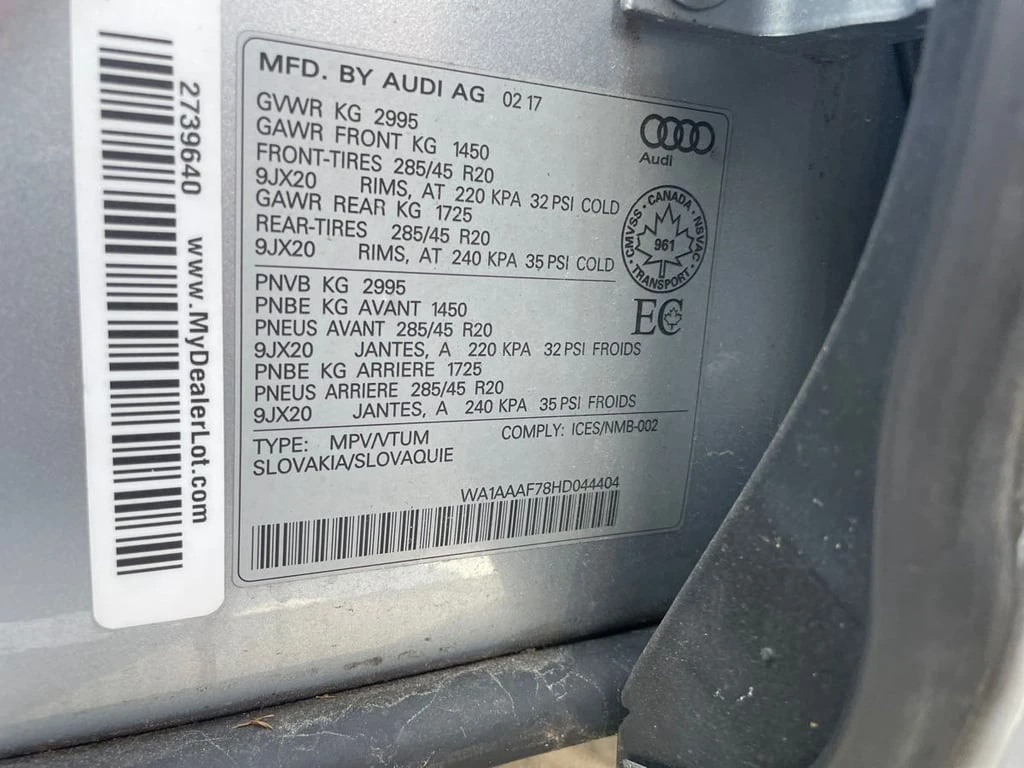 2739640 www.MyDealerLot.com
MFD. BY AUDI AG 02 17
GVWR KG 2995
GAWR FRONT KG 1450
FRONT-TIRES 285/45 R20
9JX20 RIMS, AT 220 KPA 32 PSI COLD
GAWR REAR KG 1725
REAR-TIRES 285/45 R20
9JX20 RIMS, AT 240 KPA 35 PSI COLD
Audi
CMVSS · CANADA · NSVAC · TRANSPORT ·
961
EC
PNVB KG 2995
PNBE KG AVANT 1450
PNEUS AVANT 285/45 R20
9JX20 JANTES, A 220 KPA 32 PSI FROIDS
PNBE KG ARRIERE 1725
PNEUS ARRIERE 285/45 R20
9JX20 JANTES, A 240 KPA 35 PSI FROIDS
TYPE: MPV/VTUM COMPLY: ICES/NMB-002
SLOVAKIA/SLOVAQUIE
WA1AAAF78HD044404